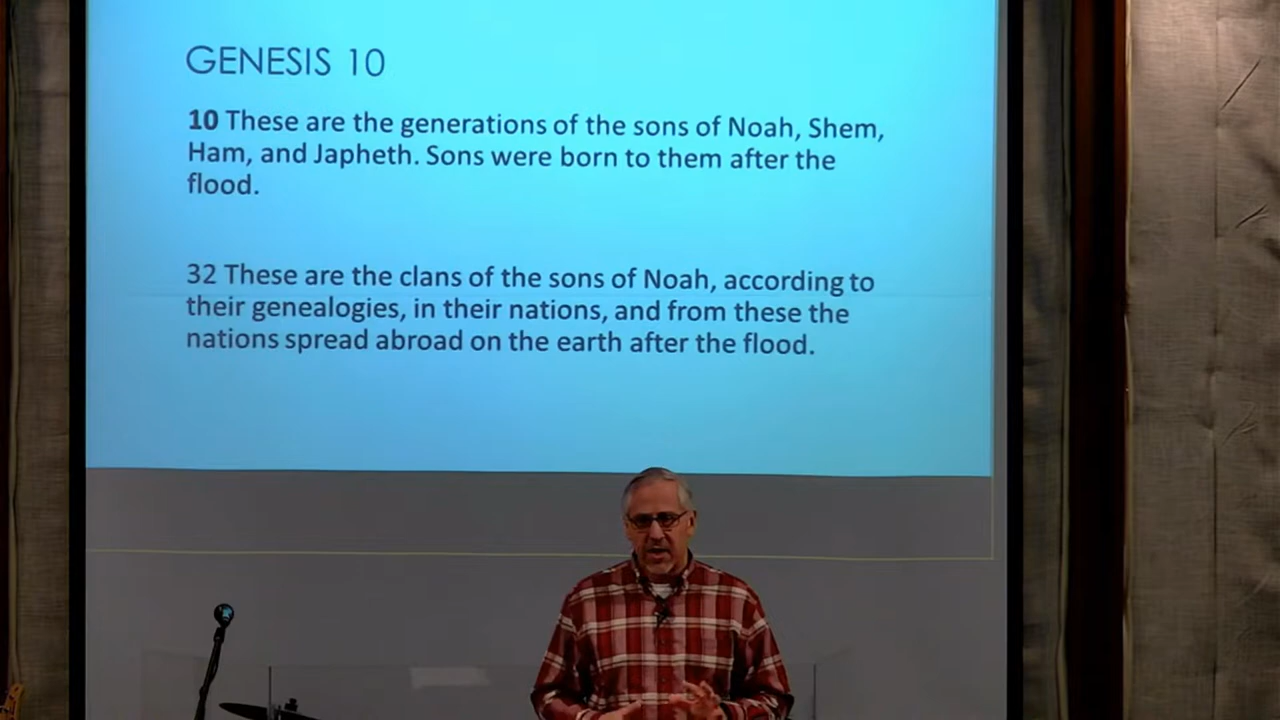 GENESIS 10
10 These are the generations of the sons of Noah, Shem,
Ham, and Japheth. Sons were born to them after the
flood.
32 These are the clans of the sons of Noah, according to
their genealogies, in their nations, and from these the
nations spread abroad on the earth after the flood.